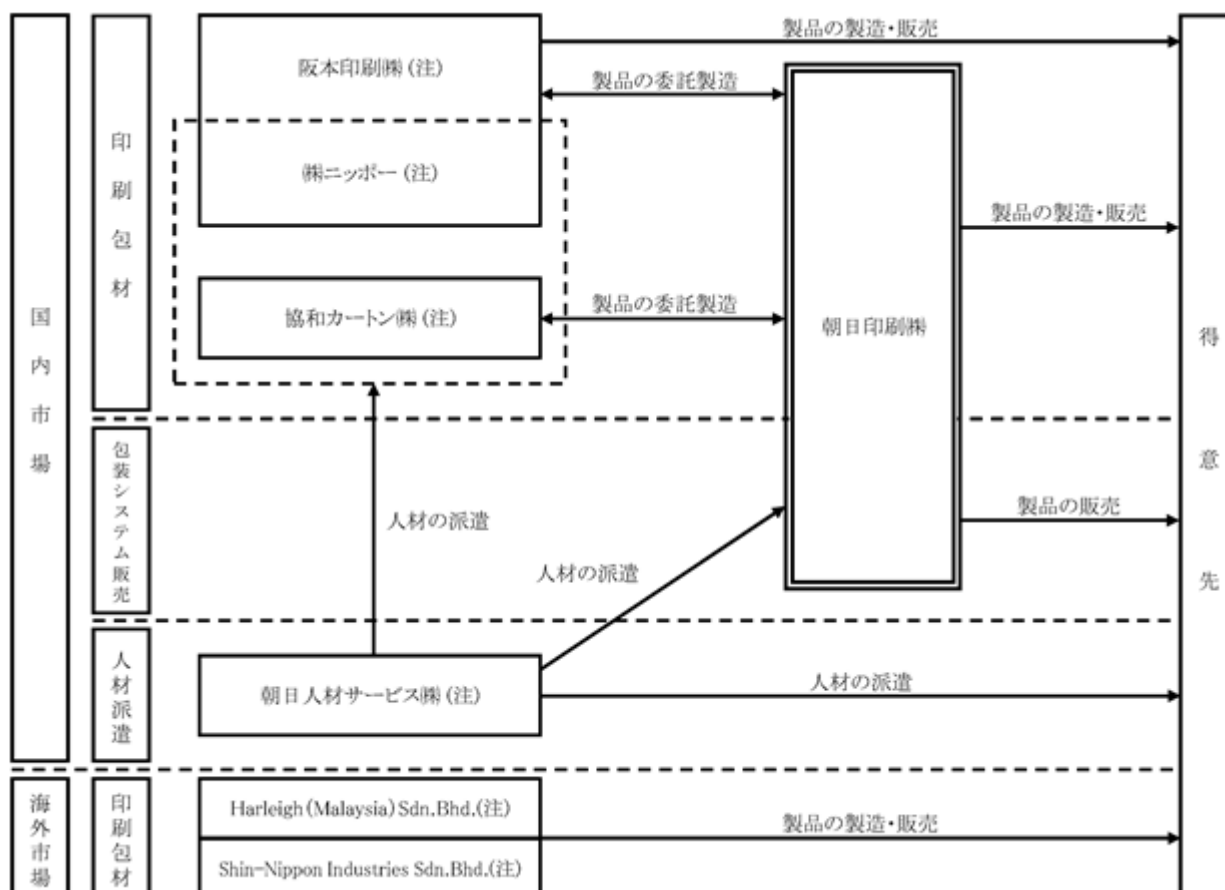 国内市場
印刷包材
阪本印刷㈱(注)
㈱ニッポー(注)
協和カートン㈱(注)
製品の製造・販売
製品の委託製造
製品の委託製造
朝日印刷㈱
製品の製造・販売
得意先
包装システム販売
人材の派遣
人材の派遣
製品の販売
人材派遣
朝日人材サービス㈱(注)
人材の派遣
海外市場
印刷包材
Harleigh(Malaysia)Sdn.Bhd.(注)
Shin-Nippon Industries Sdn.Bhd.(注)
製品の製造・販売